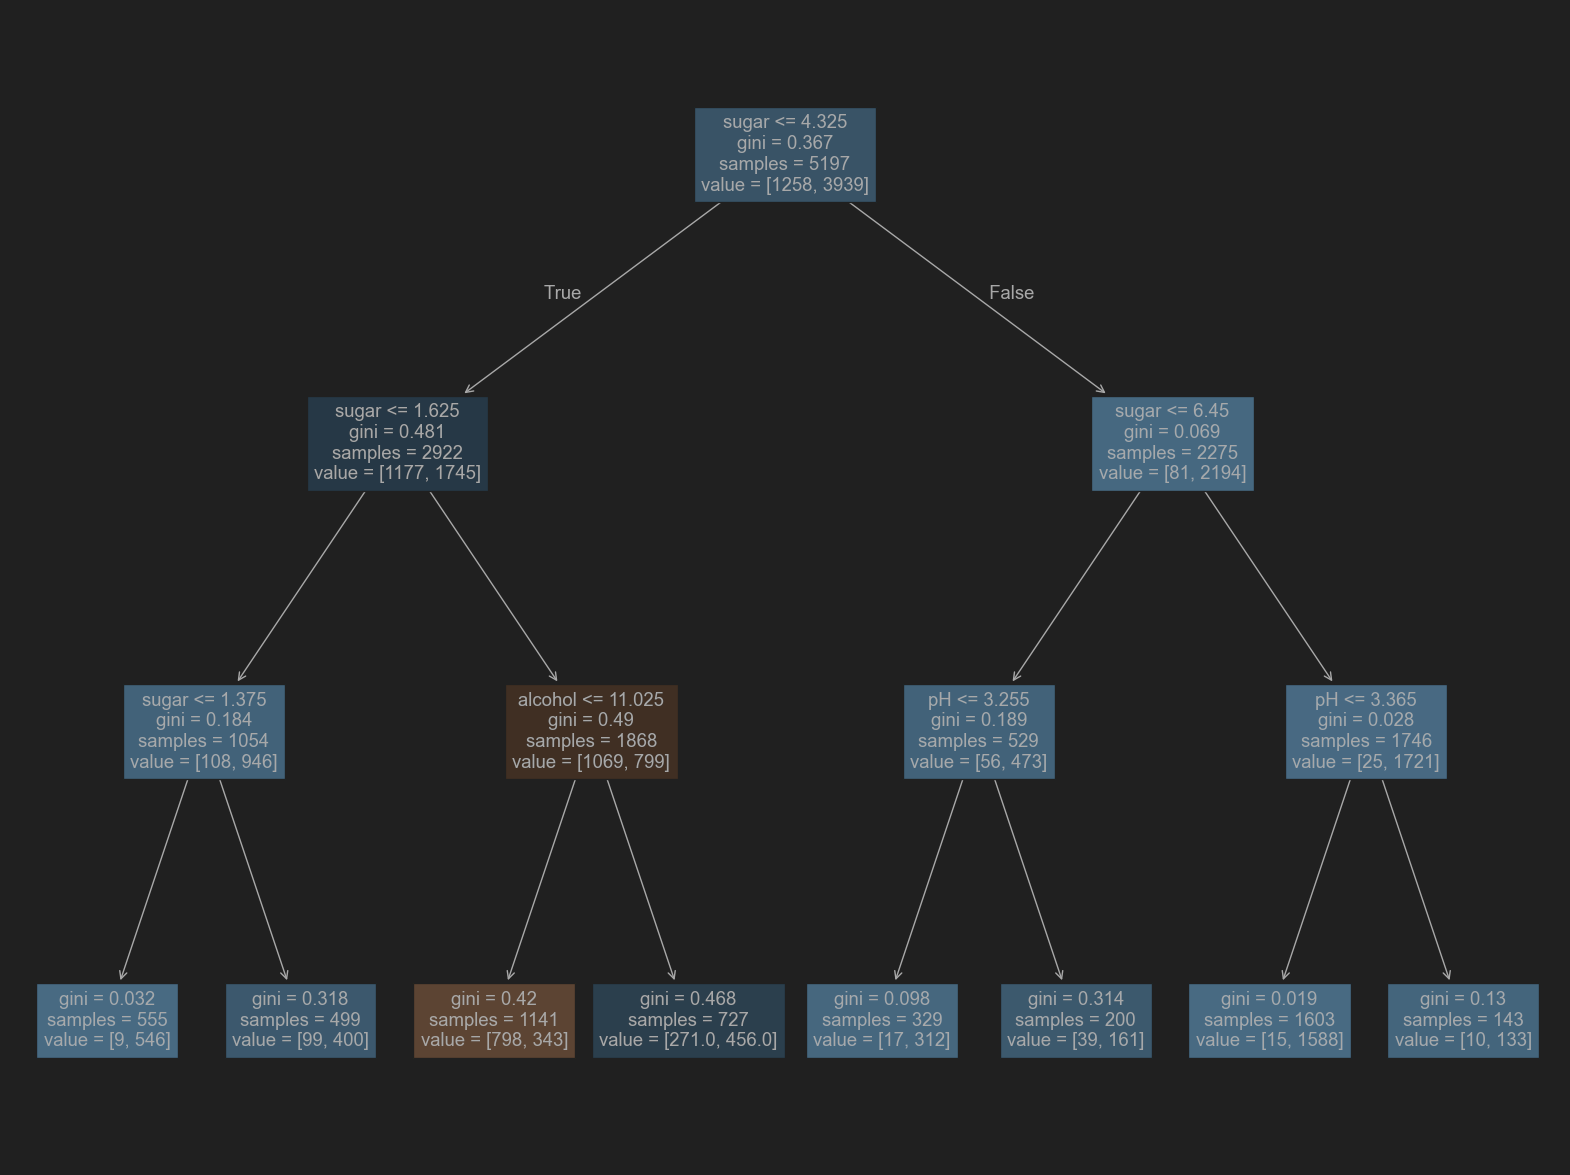 sugar <= 4.325
gini = 0.367
samples = 5197
value = [1258, 3939]
True
False
sugar <= 1.625
gini = 0.481
samples = 2922
value = [1177, 1745]
sugar <= 6.45
gini = 0.069
samples = 2275
value = [81, 2194]
sugar <= 1.375
gini = 0.184
samples = 1054
value = [108, 946]
alcohol <= 11.025
gini = 0.49
samples = 1868
value = [1069, 799]
pH <= 3.255
gini = 0.189
samples = 529
value = [56, 473]
pH <= 3.365
gini = 0.028
samples = 1746
value = [25, 1721]
gini = 0.032
samples = 555
value = [9, 546]
gini = 0.318
samples = 499
value = [99, 400]
gini = 0.42
samples = 1141
value = [798, 343]
gini = 0.468
samples = 727
value = [271.0, 456.0]
gini = 0.098
samples = 329
value = [17, 312]
gini = 0.314
samples = 200
value = [39, 161]
gini = 0.019
samples = 1603
value = [15, 1588]
gini = 0.13
samples = 143
value = [10, 133]